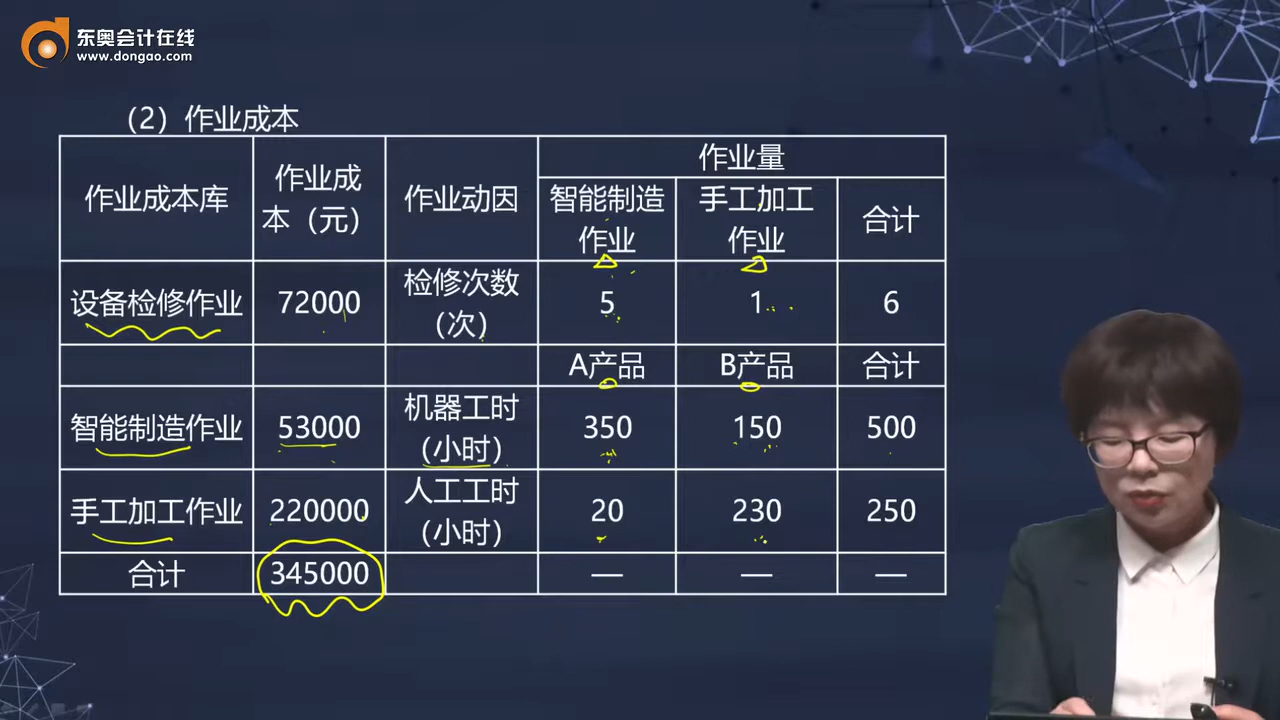 东奥会计在线
www.dongao.com
（2）作业成本
作业成本库
作业成
本（元）
作业动因
作业量
智能制造
作业
手工加工
作业
合计
设备检修作业
72000
检修次数
（次）
5
1
6
A产品
B产品
合计
智能制造作业
53000
机器工时
（小时）
350
150
500
手工加工作业
220000
人工工时
（小时）
20
230
250
合计
345000
—
—
—